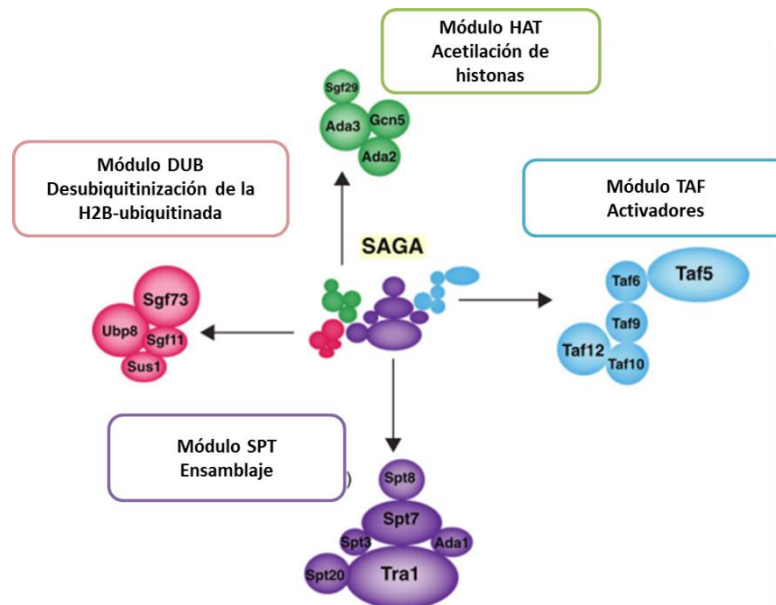 Módulo HAT
Acetilación de
histonas
Sgf29
Ada3
Gcn5
Ada2
Módulo DUB
Desubiquitinización de la
H2B-ubiquitinada
Módulo TAF
Activadores
SAGA
Sgf73
Ubp8
Sgf11
Sus1
Taf6
Taf5
Taf9
Taf12
Taf10
Módulo SPT
Ensamblaje
)
Spt8
Spt7
Spt3
Ada1
Spt20
Tra1